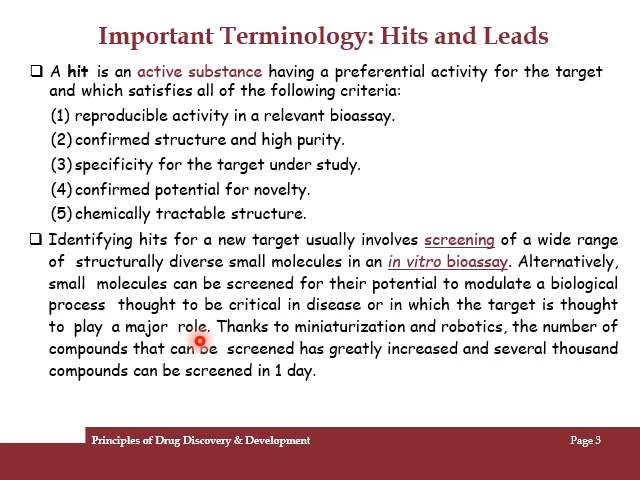 Important Terminology: Hits and Leads
❑ A hit is an active substance having a preferential activity for the target
and which satisfies all of the following criteria:
(1) reproducible activity in a relevant bioassay.
(2) confirmed structure and high purity.
(3) specificity for the target under study.
(4) confirmed potential for novelty.
(5) chemically tractable structure.
❑ Identifying hits for a new target usually involves screening of a wide range
of structurally diverse small molecules in an in vitro bioassay. Alternatively,
small molecules can be screened for their potential to modulate a biological
process thought to be critical in disease or in which the target is thought
to play a major role. Thanks to miniaturization and robotics, the number of
compounds that can be screened has greatly increased and several thousand
compounds can be screened in 1 day.
Principles of Drug Discovery & Development Page 3